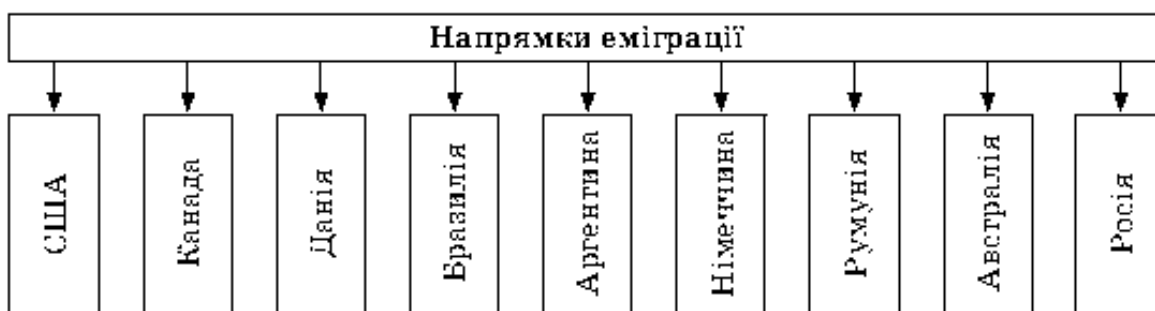 Напрямки еміграції
США
Канада
Данія
Бразилія
Аргентина
Німеччина
Румунія
Австралія
Росія